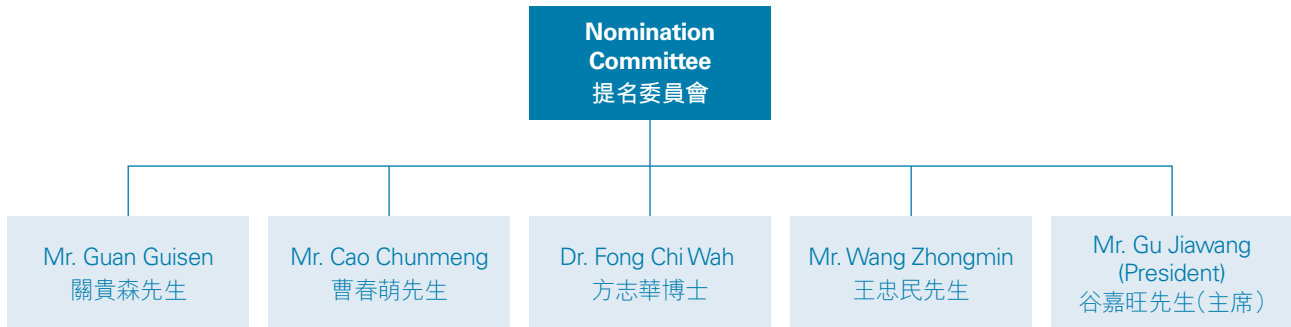 Nomination
Committee
提名委員會
Mr. Guan Guisen
關貴森先生
Mr. Cao Chunmeng
曹春萌先生
Dr. Fong Chi Wah
方志華博士
Mr. Wang Zhongmin
王忠民先生
Mr. Gu Jiawang
(President)
谷嘉旺先生（主席）